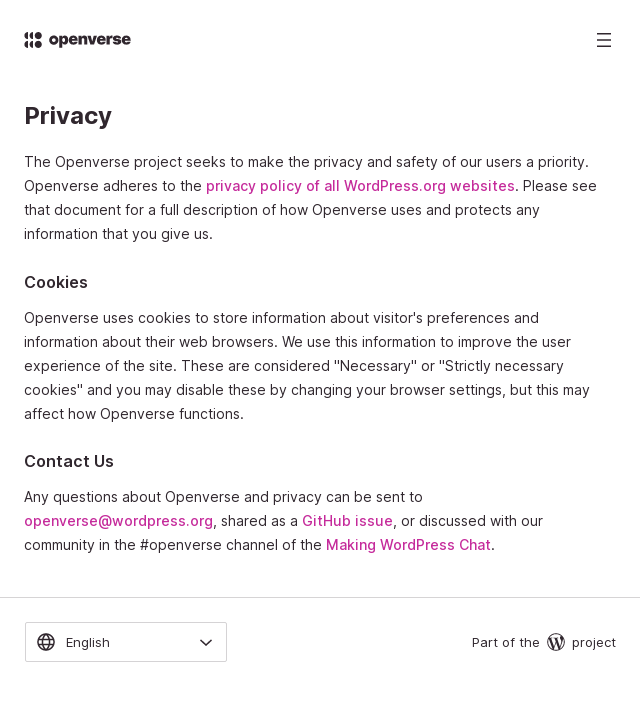 openverse
Privacy
The Openverse project seeks to make the privacy and safety of our users a priority.
Openverse adheres to the privacy policy of all WordPress.org websites. Please see
that document for a full description of how Openverse uses and protects any
information that you give us.
Cookies
Openverse uses cookies to store information about visitor's preferences and
information about their web browsers. We use this information to improve the user
experience of the site. These are considered "Necessary" or "Strictly necessary
cookies" and you may disable these by changing your browser settings, but this may
affect how Openverse functions.
Contact Us
Any questions about Openverse and privacy can be sent to
openverse@wordpress.org, shared as a GitHub issue, or discussed with our
community in the #openverse channel of the Making WordPress Chat.
English
Part of the project